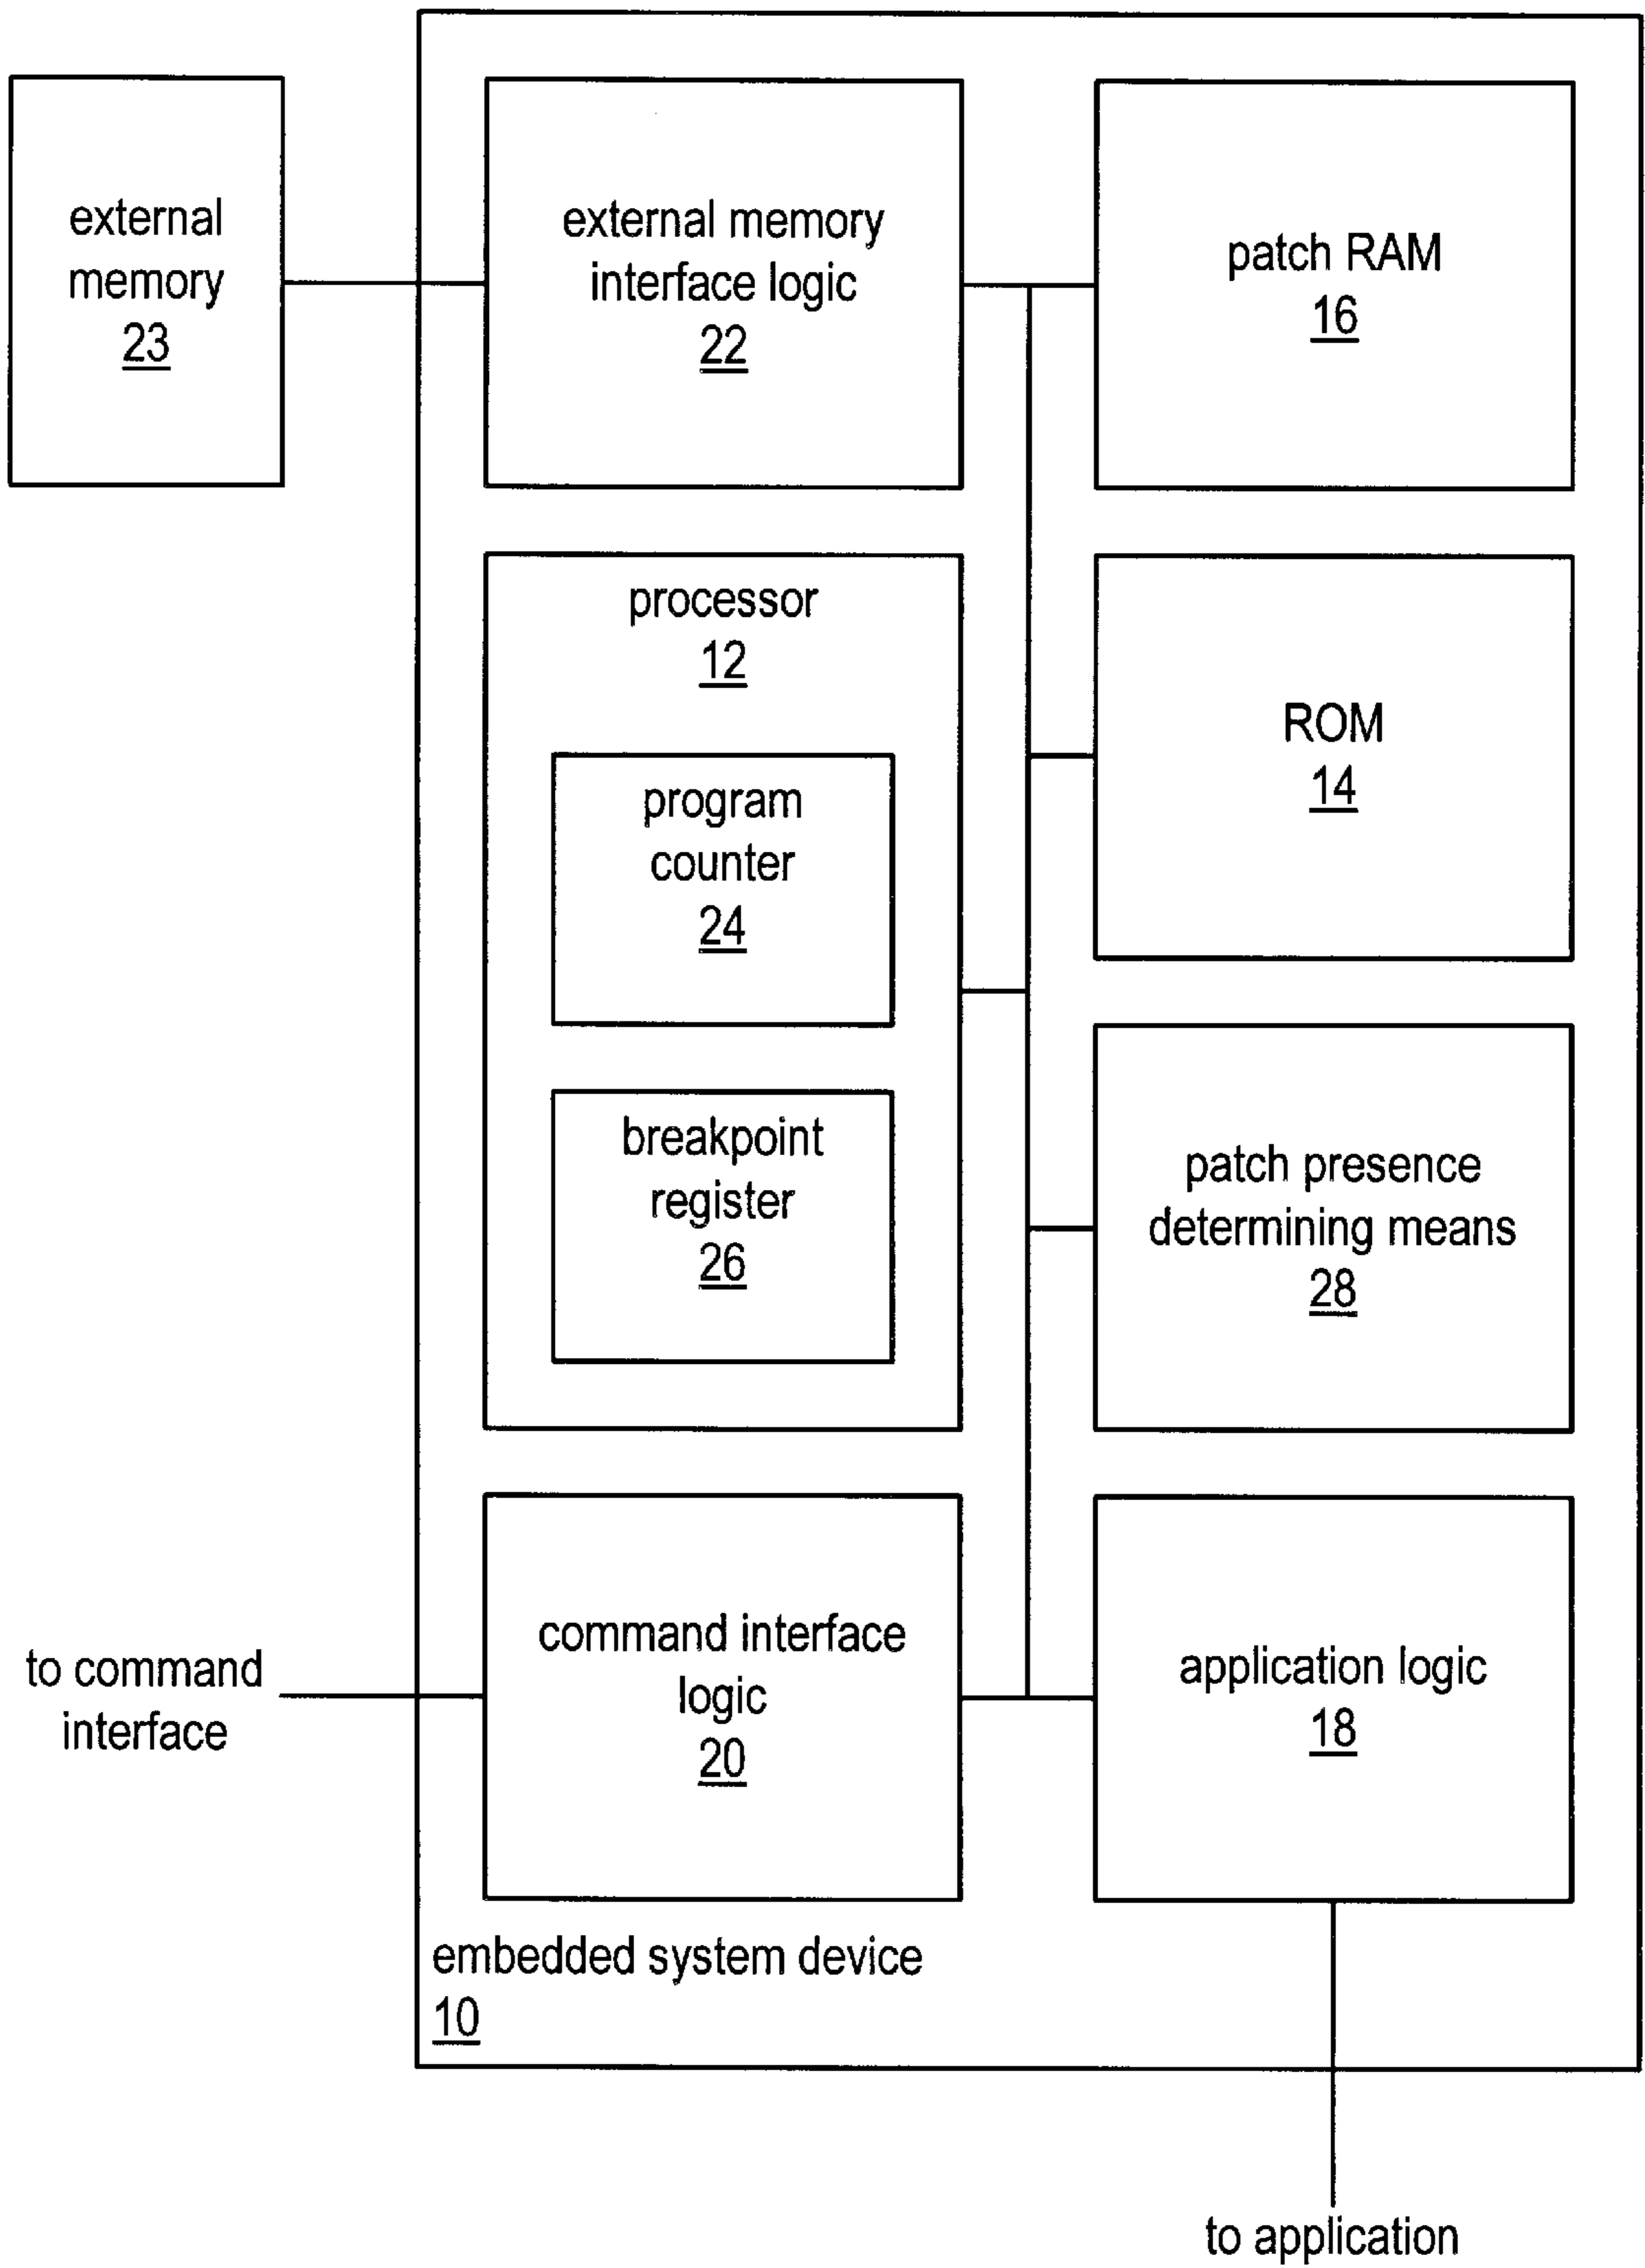 external
memory
23
external memory
interface logic
22
patch RAM
16
processor
12
program
counter
24
breakpoint
register
26
ROM
14
patch presence
determining means
28
to command
interface
command interface
logic
20
application logic
18
embedded system device
10
to application